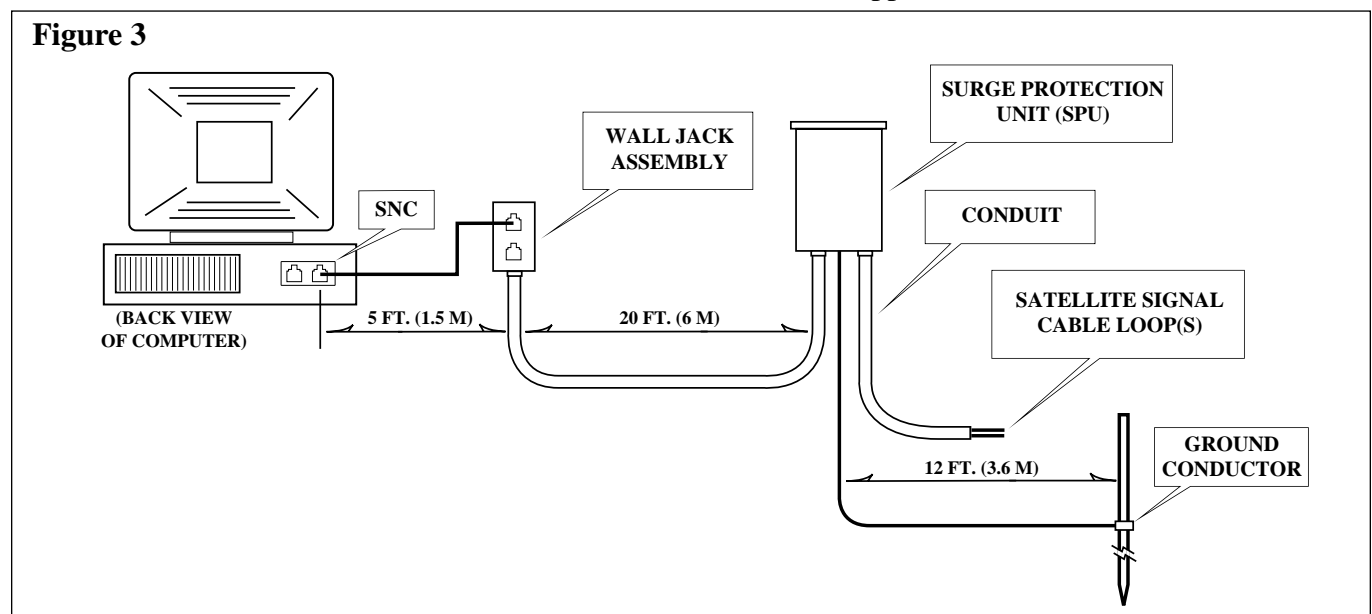 Figure 3
SURGE PROTECTION
UNIT (SPU)
WALL JACK
ASSEMBLY
SNC
CONDUIT
SATELLITE SIGNAL
CABLE LOOP(S)
(BACK VIEW
OF COMPUTER)
5 FT. (1.5 M)
20 FT. (6 M)
12 FT. (3.6 M)
GROUND
CONDUCTOR